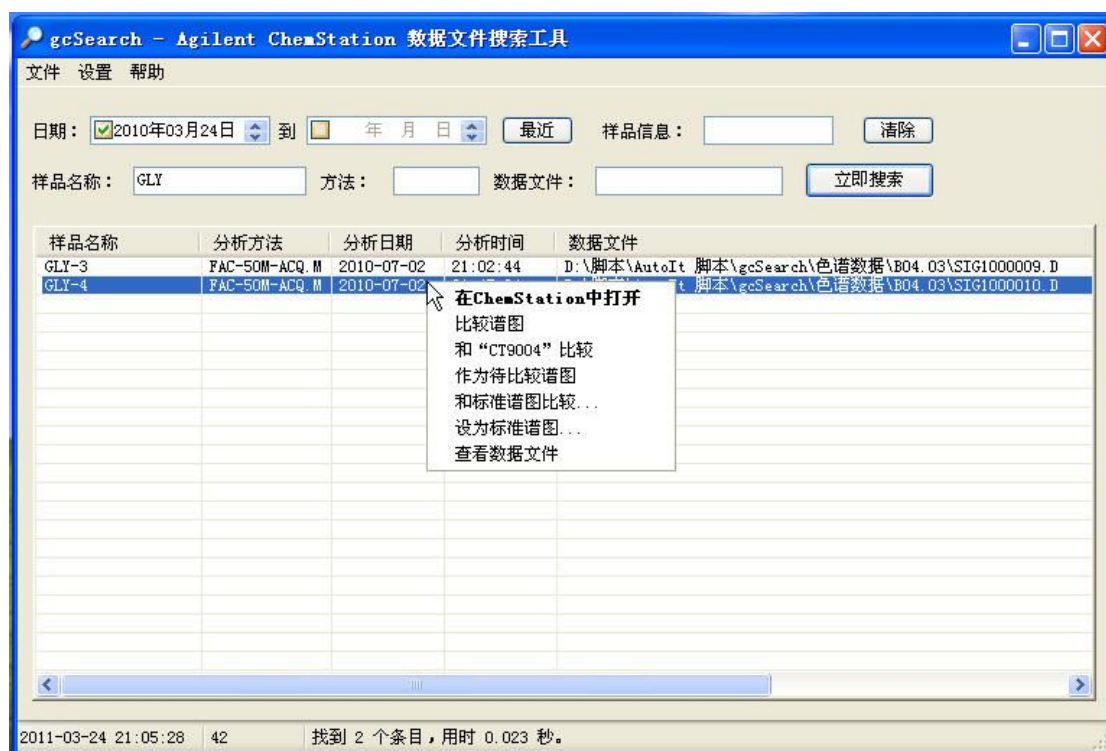 gcSearch - Agilent ChemStation 数据文件搜索工具
文件 设置 帮助
日期： 2010年03月24日 到 年 月 日 最近 样品信息： 清除
样品名称： GLY 方法： 数据文件： 立即搜索
样品名称 分析方法 分析日期 分析时间 数据文件
GLY-3 FAC-50M-ACQ.M 2010-07-02 21:02:44 D:\脚本\AutoIt 脚本\gcSearch\色谱数据\B04.03\SIG1000009.D
GLY-4 FAC-50M-ACQ.M 2010-07-02 脚本\gcSearch\色谱数据\B04.03\SIG1000010.D
在ChemStation中打开
比较谱图
和“CT9004”比较
作为待比较谱图
和标准谱图比较...
设为标准谱图...
查看数据文件
2011-03-24 21:05:28 42 找到 2 个条目，用时 0.023 秒。